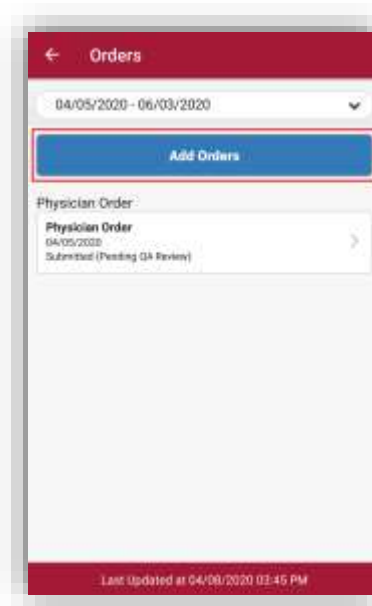 Orders
04/05/2020 - 06/03/2020
Add Orders
Physician Order
Physician Order
04/05/2020
Submitted (Pending QA Review)
Last Updated at 04/08/2020 03:45 PM